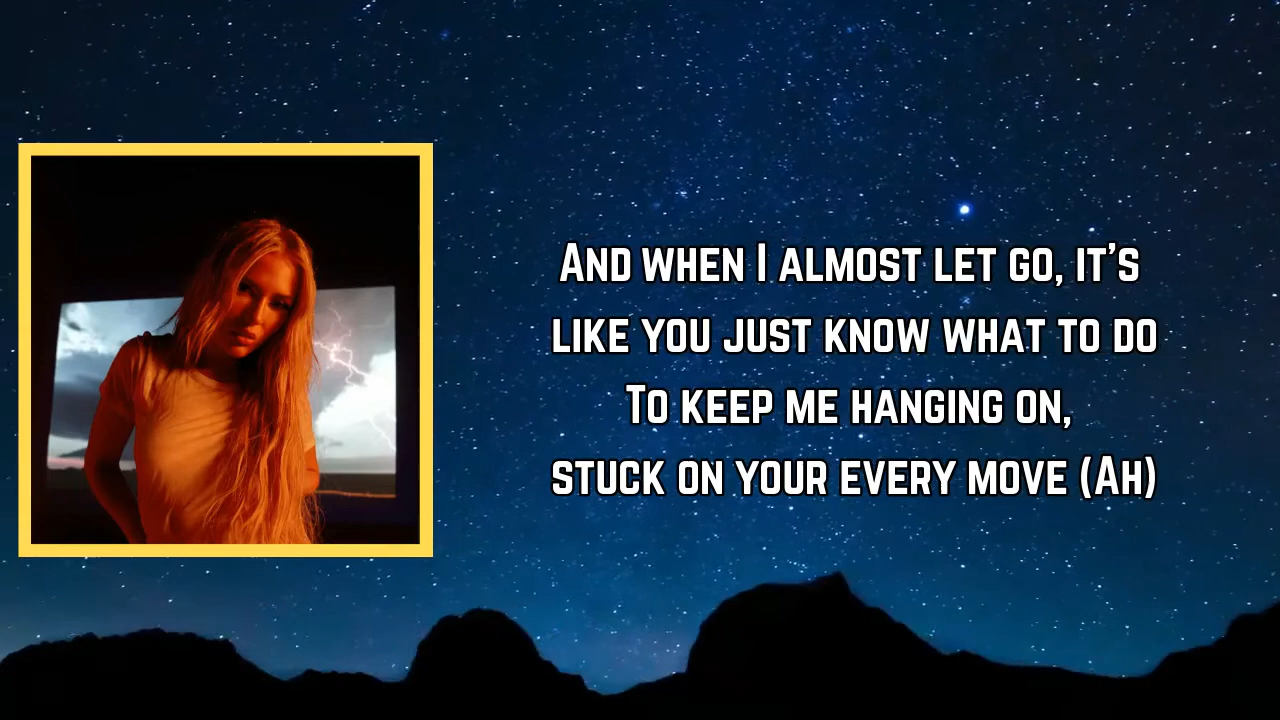 And when I almost let go, it's
like you just know what to do
To keep me hanging on,
stuck on your every move (Ah)